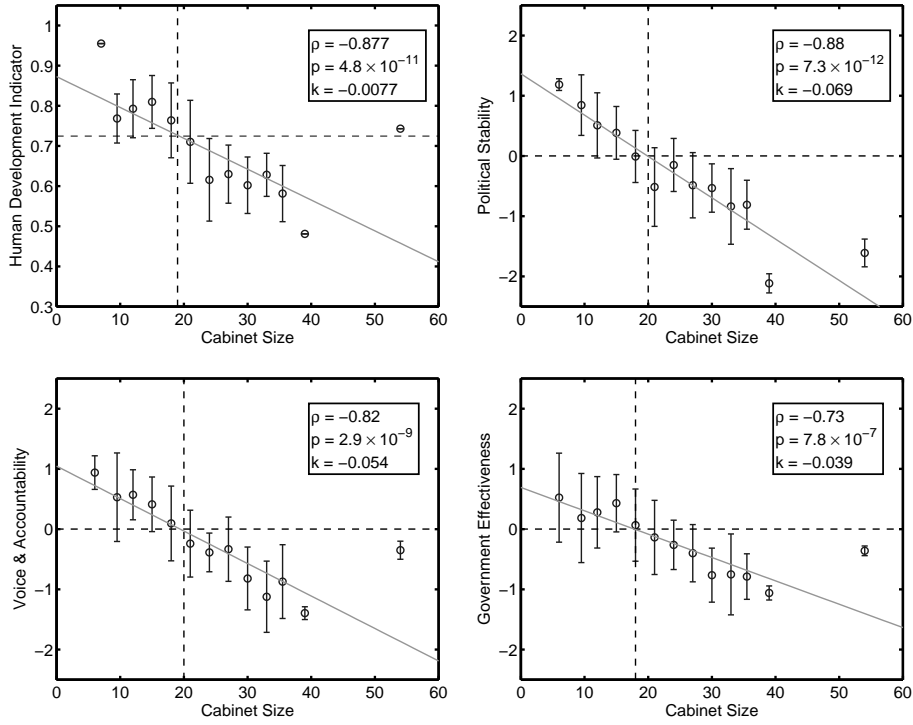 1
0.9
0.8
0.7
0.6
0.5
0.4
0.3
0 10 20 30 40 50 60
Cabinet Size
Human Development Indicator
ρ = −0.877
p = 4.8 × 10⁻¹¹
k = −0.0077
2
1
0
−1
−2
0 10 20 30 40 50 60
Cabinet Size
Political Stability
ρ = −0.88
p = 7.3 × 10⁻¹²
k = −0.069
2
1
0
−1
−2
0 10 20 30 40 50 60
Cabinet Size
Voice & Accountability
ρ = −0.82
p = 2.9 × 10⁻⁹
k = −0.054
2
1
0
−1
−2
0 10 20 30 40 50 60
Cabinet Size
Government Effectiveness
ρ = −0.73
p = 7.8 × 10⁻⁷
k = −0.039